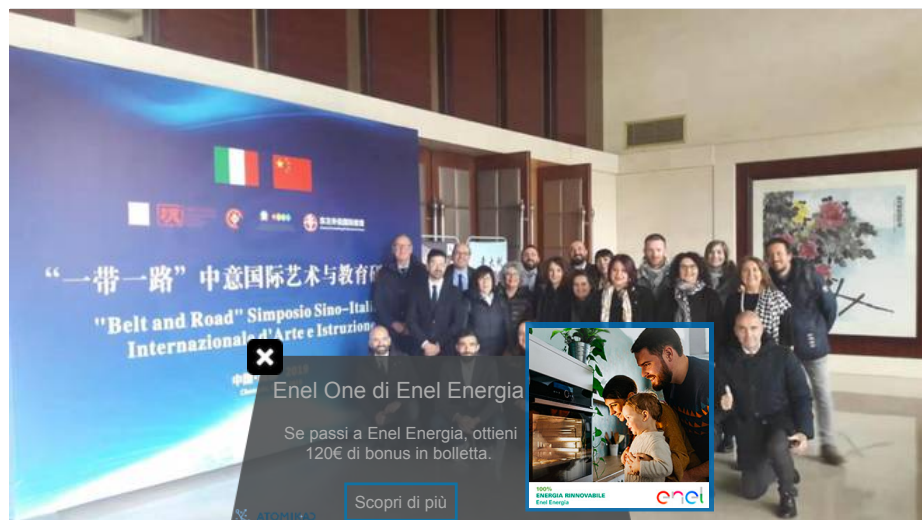 “一带一路”中意国际艺术与教育
"Belt and Road" Simposio Sino-Itali
Internazionale d'Arte e Istruzione
Enel One di Enel Energia
Se passi a Enel Energia, ottieni
120€ di bonus in bolletta.
Scopri di più
100%
ENERGIA RINNOVABILE
Enel Energia
enel
ATOMIKAD